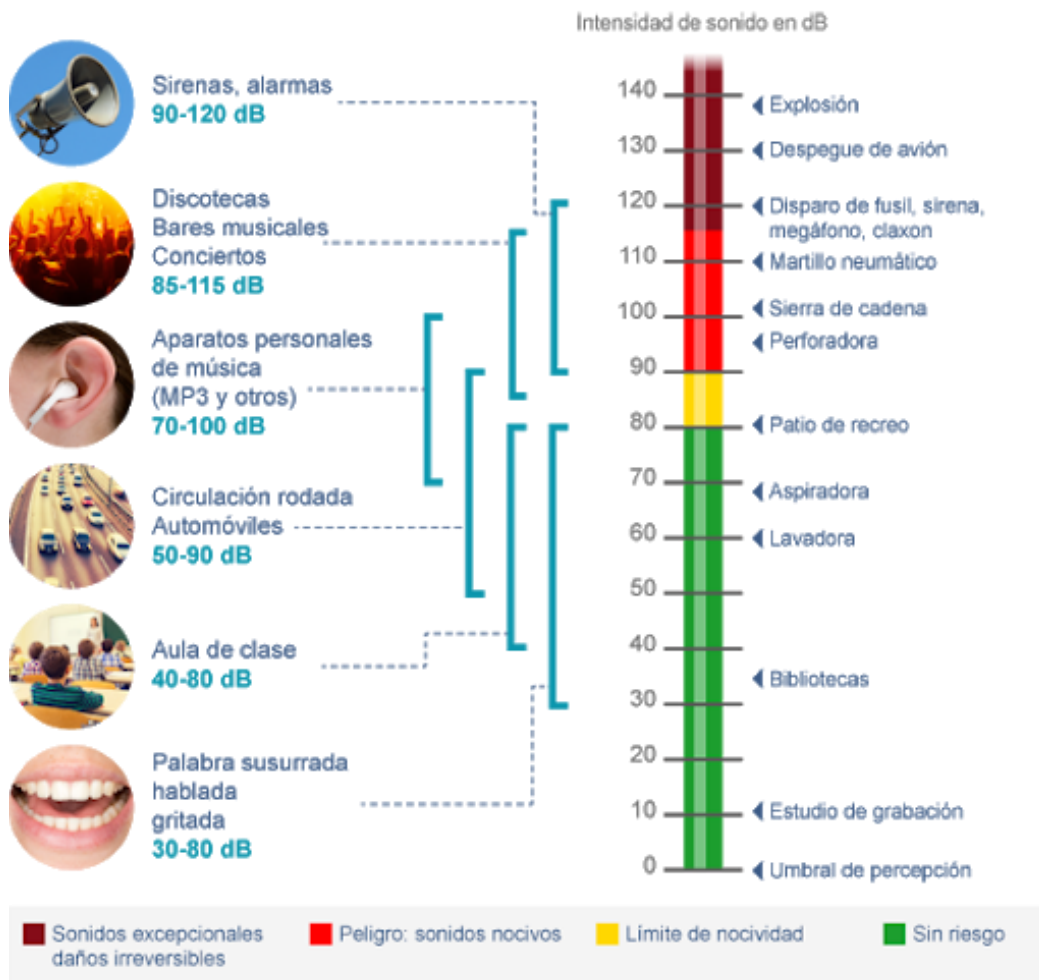 Intensidad de sonido en dB
Sirenas, alarmas
90-120 dB
Discotecas
Bares musicales
Conciertos
85-115 dB
Aparatos personales
de música
(MP3 y otros)
70-100 dB
Circulación rodada
Automóviles
50-90 dB
Aula de clase
40-80 dB
Palabra susurrada
hablada
gritada
30-80 dB
140
130
120
110
100
90
80
70
60
50
40
30
20
10
0
Explosión
Despegue de avión
Disparo de fusil, sirena,
megáfono, claxon
Martillo neumático
Sierra de cadena
Perforadora
Patio de recreo
Aspiradora
Lavadora
Bibliotecas
Estudio de grabación
Umbral de percepción
Sonidos excepcionales
daños irreversibles
Peligro: sonidos nocivos
Límite de nocividad
Sin riesgo